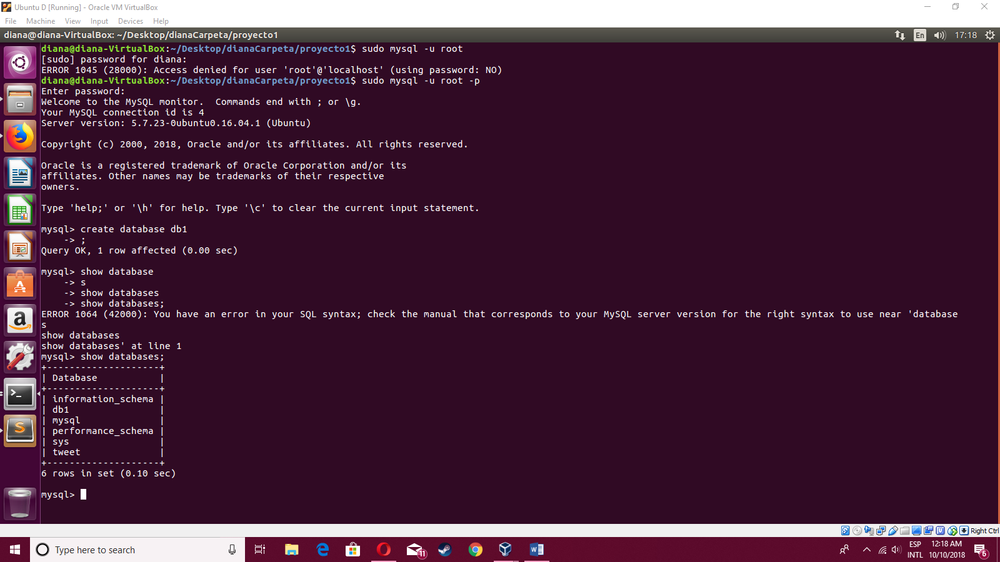 Ubuntu D [Running] - Oracle VM VirtualBox
File Machine View Input Devices Help
diana@diana-VirtualBox: ~/Desktop/dianaCarpeta/proyecto1
En 17:18
diana@diana-VirtualBox:~/Desktop/dianaCarpeta/proyecto1$ sudo mysql -u root
[sudo] password for diana:
ERROR 1045 (28000): Access denied for user 'root'@'localhost' (using password: NO)
diana@diana-VirtualBox:~/Desktop/dianaCarpeta/proyecto1$ sudo mysql -u root -p
Enter password:
Welcome to the MySQL monitor.  Commands end with ; or \g.
Your MySQL connection id is 4
Server version: 5.7.23-0ubuntu0.16.04.1 (Ubuntu)
Copyright (c) 2000, 2018, Oracle and/or its affiliates. All rights reserved.
Oracle is a registered trademark of Oracle Corporation and/or its
affiliates. Other names may be trademarks of their respective
owners.
Type 'help;' or '\h' for help. Type '\c' to clear the current input statement.
mysql> create database db1
    -> ;
Query OK, 1 row affected (0.00 sec)
mysql> show database
    -> s
    -> show databases
    -> show databases;
ERROR 1064 (42000): You have an error in your SQL syntax; check the manual that corresponds to your MySQL server version for the right syntax to use near 'database
s
show databases
show databases' at line 1
mysql> show databases;
+--------------------+
| Database           |
+--------------------+
| information_schema |
| db1                |
| mysql              |
| performance_schema |
| sys                |
| tweet              |
+--------------------+
6 rows in set (0.10 sec)
mysql>
Right Ctrl
Type here to search
11
ESP
INTL
12:18 AM
10/10/2018
6